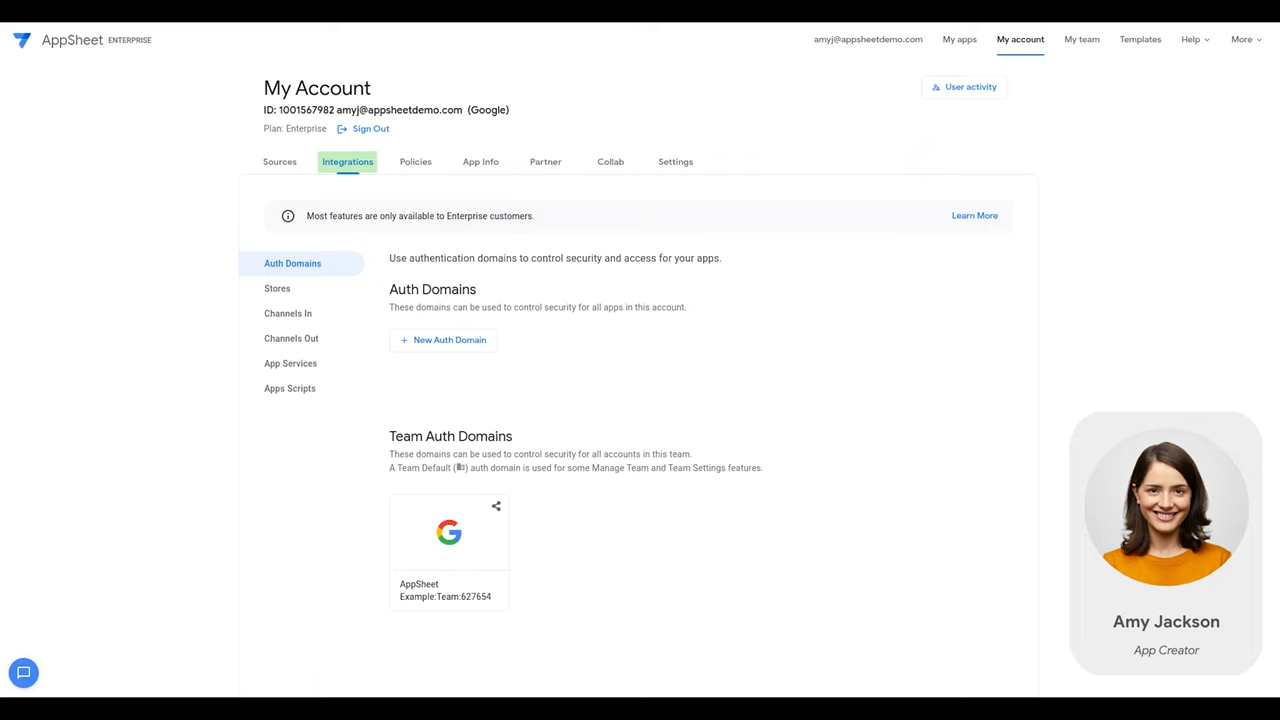 AppSheet ENTERPRISE
amyj@appsheetdemo.com My apps My account My team Templates Help More
My Account
User activity
ID: 1001567982 amyj@appsheetdemo.com (Google)
Plan: Enterprise Sign Out
Sources Integrations Policies App Info Partner Collab Settings
Most features are only available to Enterprise customers. Learn More
Auth Domains
Stores
Channels In
Channels Out
App Services
Apps Scripts
Use authentication domains to control security and access for your apps.
Auth Domains
These domains can be used to control security for all apps in this account.
+ New Auth Domain
Team Auth Domains
These domains can be used to control security for all accounts in this team.
A Team Default ( ) auth domain is used for some Manage Team and Team Settings features.
AppSheet
Example:Team:627654
Amy Jackson
App Creator